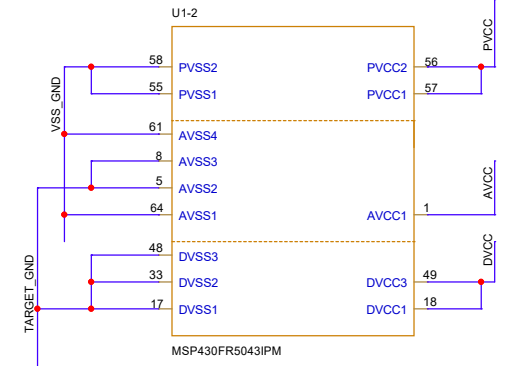 U1-2
PVCC
58 PVSS2 PVCC2 56
55 PVSS1 PVCC1 57
VSS_GND
61 AVSS4
8 AVSS3
5 AVSS2
AVCC
64 AVSS1 AVCC1 1
DVCC
48 DVSS3
TARGET_GND
33 DVSS2 DVCC3 49
17 DVSS1 DVCC1 18
MSP430FR5043IPM